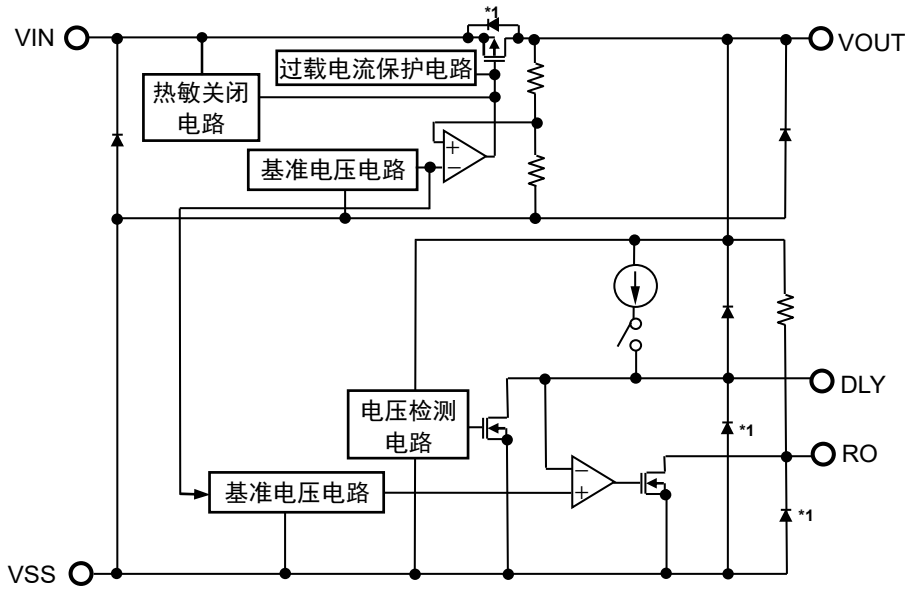 *1
VIN
VOUT
过载电流保护电路
热敏关闭
电路
+
−
基准电压电路
DLY
电压检测
电路
*1
RO
−
+
基准电压电路
*1
VSS